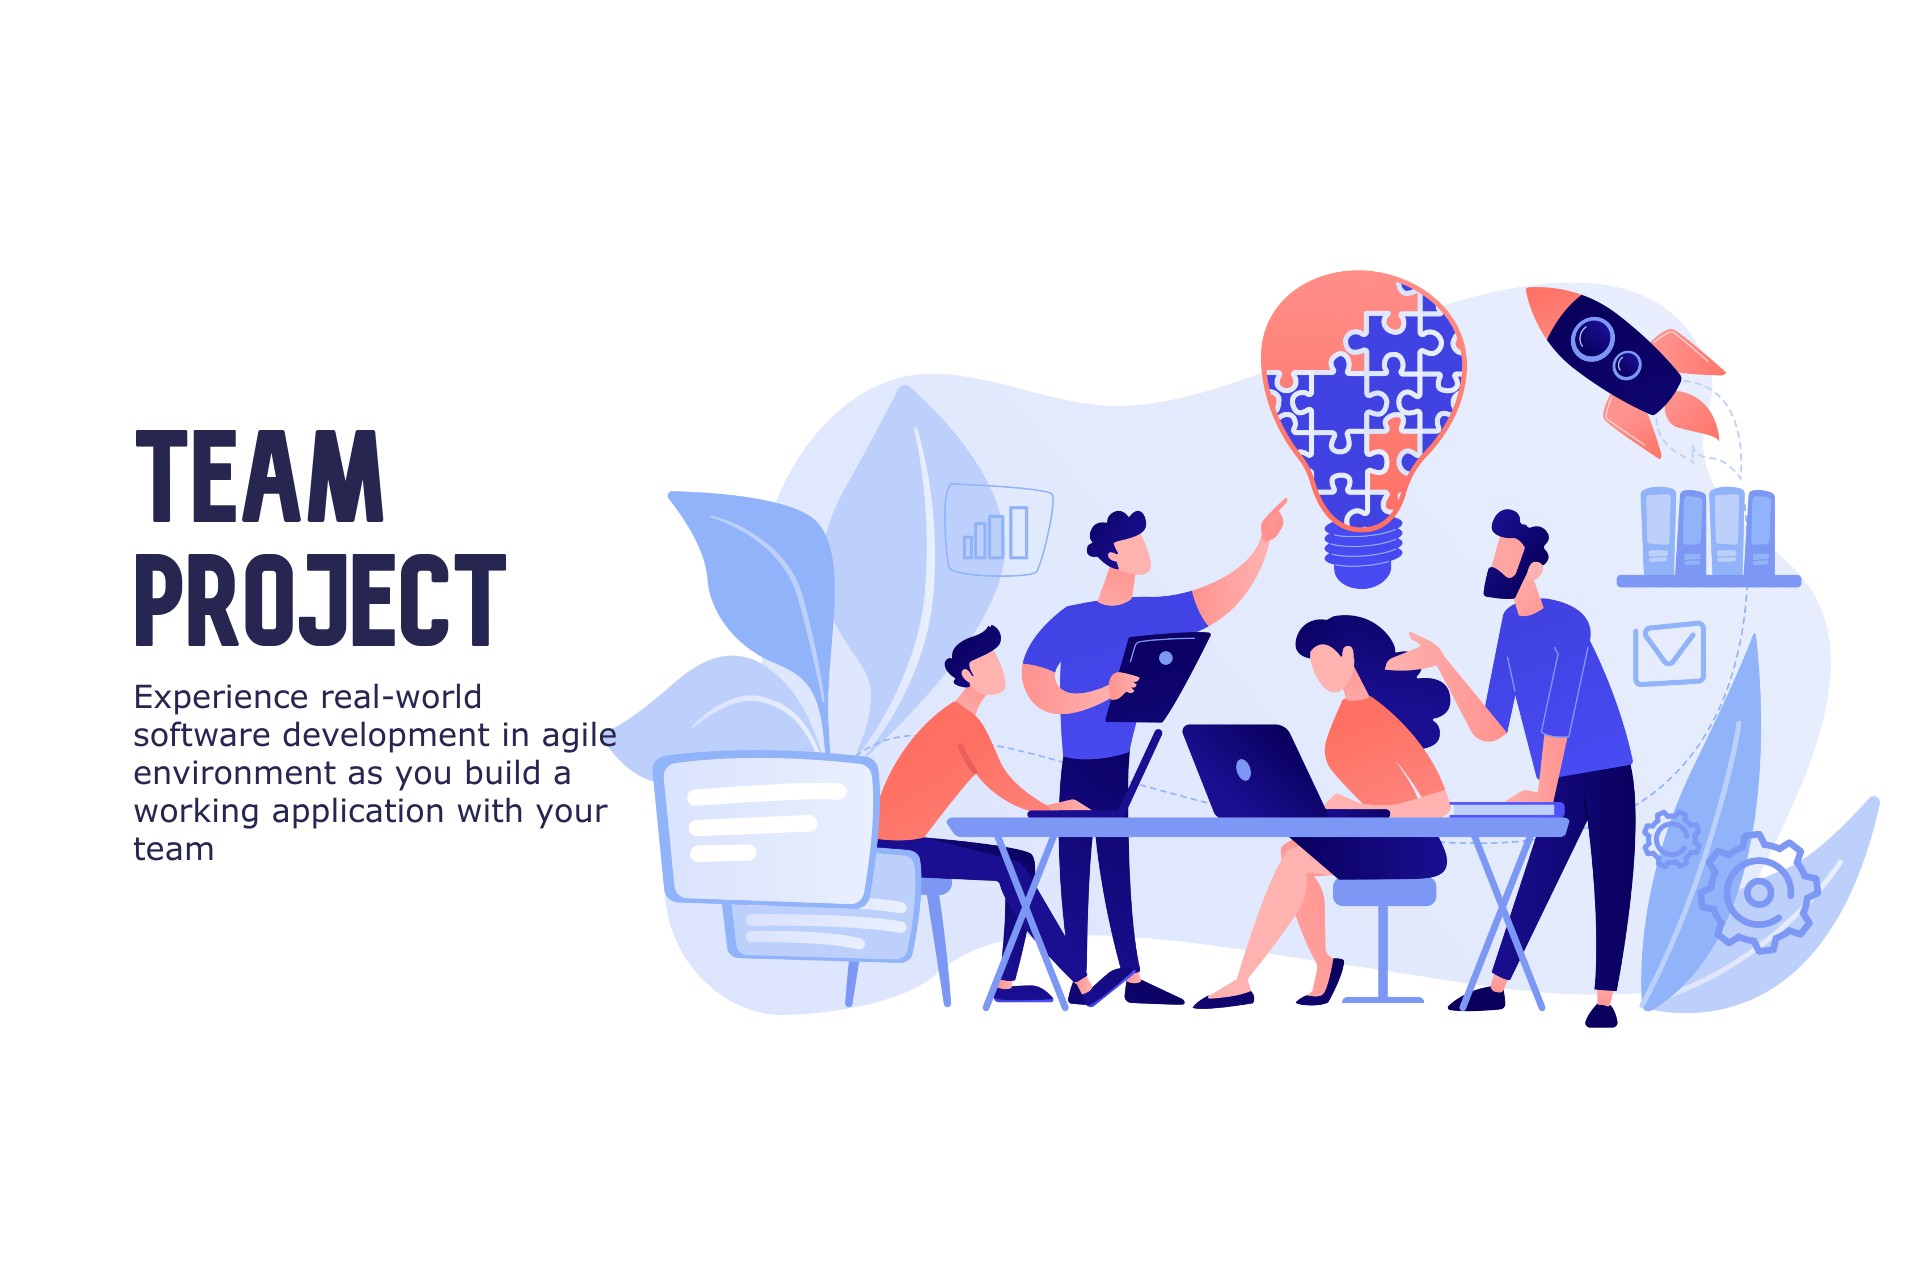 TEAM
PROJECT
Experience real-world
software development in agile
environment as you build a
working application with your
team